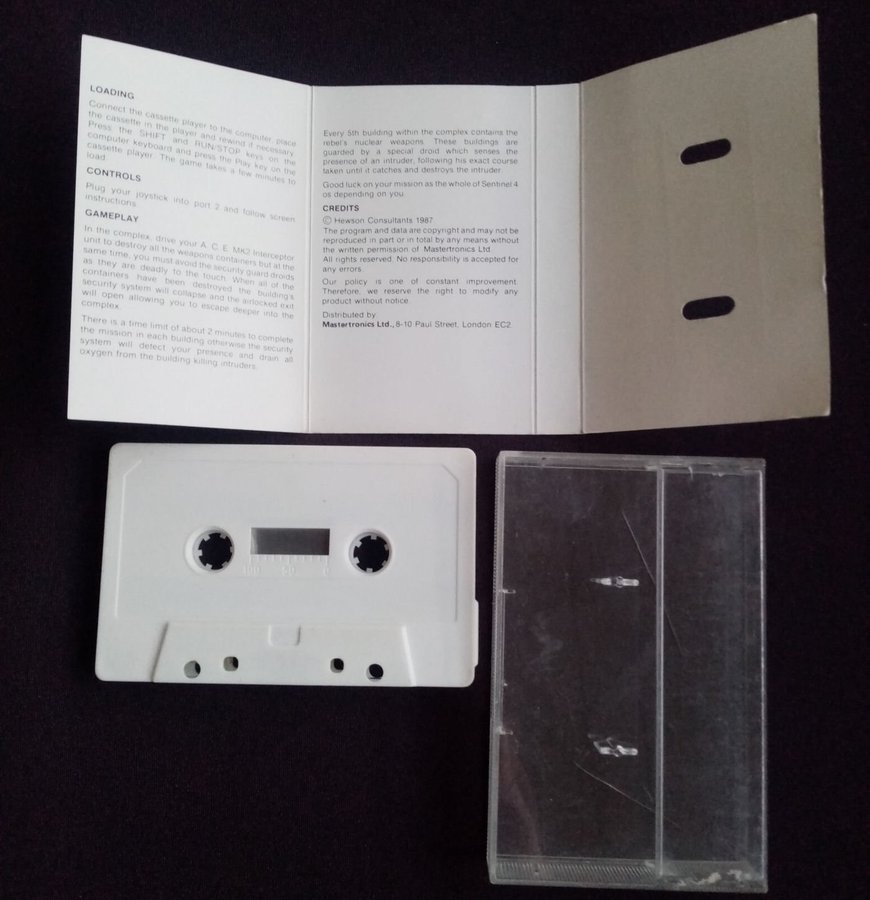 LOADING
Connect the cassette player to the computer, place
the cassette in the player and rewind if necessary.
Press the SHIFT and RUN/STOP keys on the
computer keyboard and press the Play key on the
cassette player. The game takes a few minutes to
load.
CONTROLS
Plug your joystick into port 2 and follow screen
instructions.
GAMEPLAY
In the complex, drive your A. C. E. MK2 Interceptor
unit to destroy all the weapons containers but at the
same time, you must avoid the security guard droids
as they are deadly to the touch. When all of the
containers have been destroyed the building's
security system will collapse and the airlocked exit
will open allowing you to escape deeper into the
complex.
There is a time limit of about 2 minutes to complete
the mission in each building otherwise the security
system will detect your presence and drain all
oxygen from the building killing intruders.
Every 5th building within the complex contains the
rebel's nuclear weapons. These buildings are
guarded by a special droid which senses the
presence of an intruder, following his exact course
taken until it catches and destroys the intruder.
Good luck on your mission as the whole of Sentinel 4
os depending on you.
CREDITS
© Hewson Consultants 1987
The program and data are copyright and may not be
reproduced in part or in total by any means without
the written permission of Mastertronics Ltd.
All rights reserved. No responsibility is accepted for
any errors.
Our policy is one of constant improvement.
Therefore, we reserve the right to modify any
product without notice.
Distributed by
Mastertronics Ltd., 8-10 Paul Street, London EC2.
100 50 0